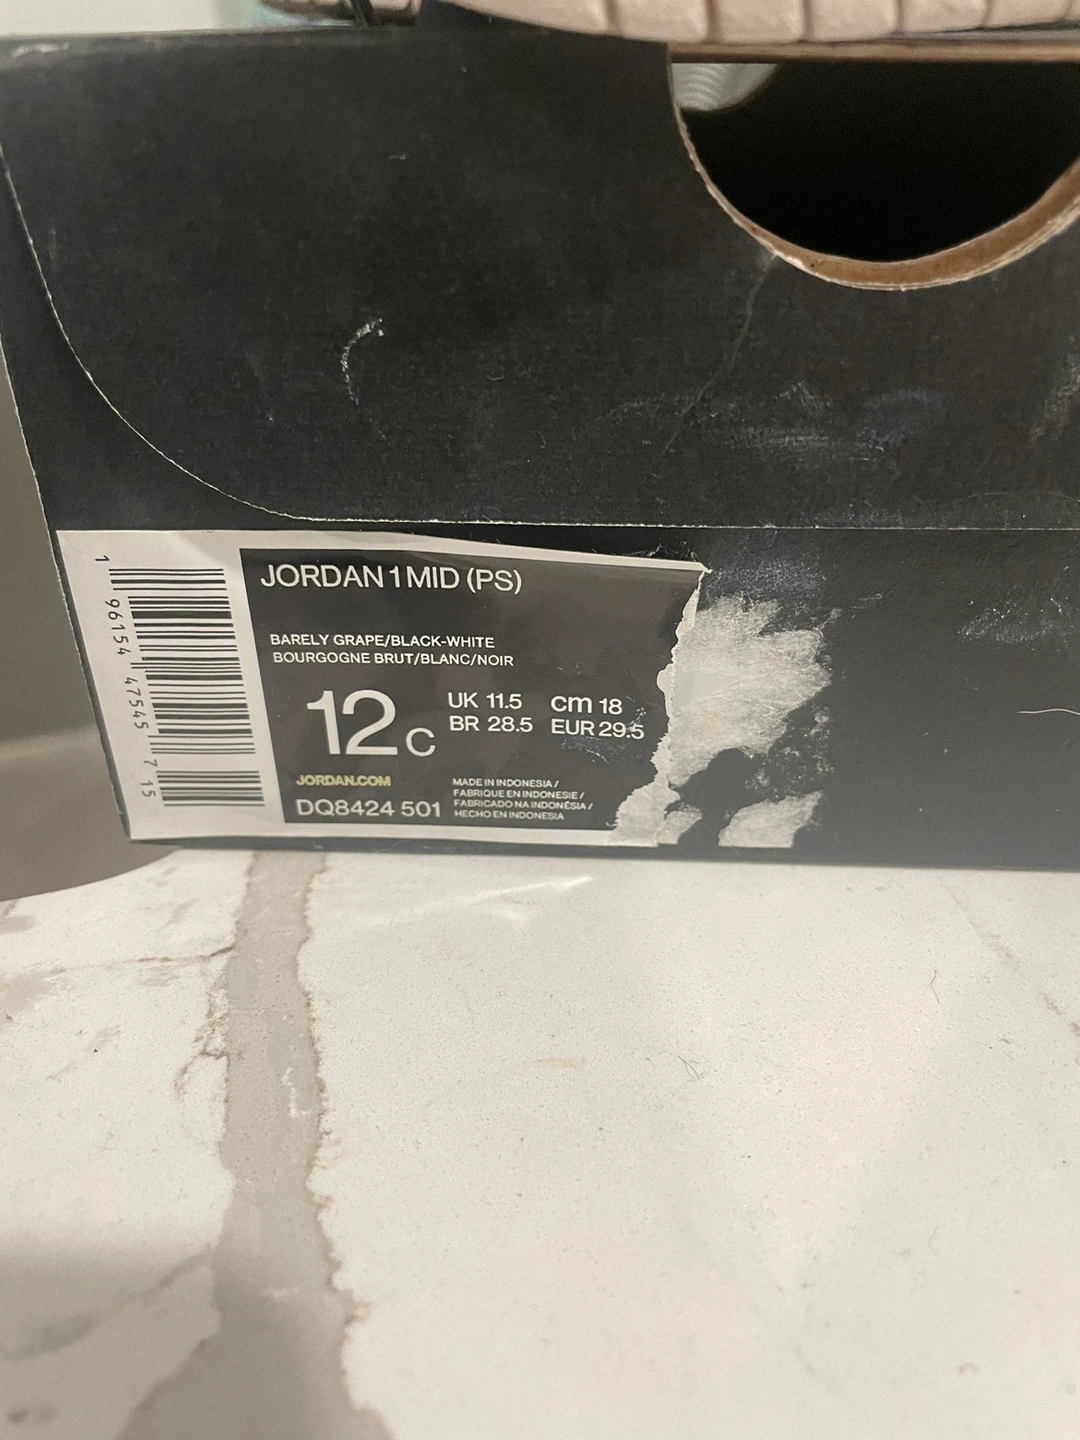 JORDAN 1 MID (PS)
BARELY GRAPE/BLACK-WHITE
BOURGOGNE BRUT/BLANC/NOIR
12C
UK 11.5 cm 18
BR 28.5 EUR 29.5
JORDAN.COM
DQ8424 501
MADE IN INDONESIA /
FABRIQUE EN INDONESIE /
FABRICADO NA INDONÉSIA /
HECHO EN INDONESIA
1 96154 47545 7 15